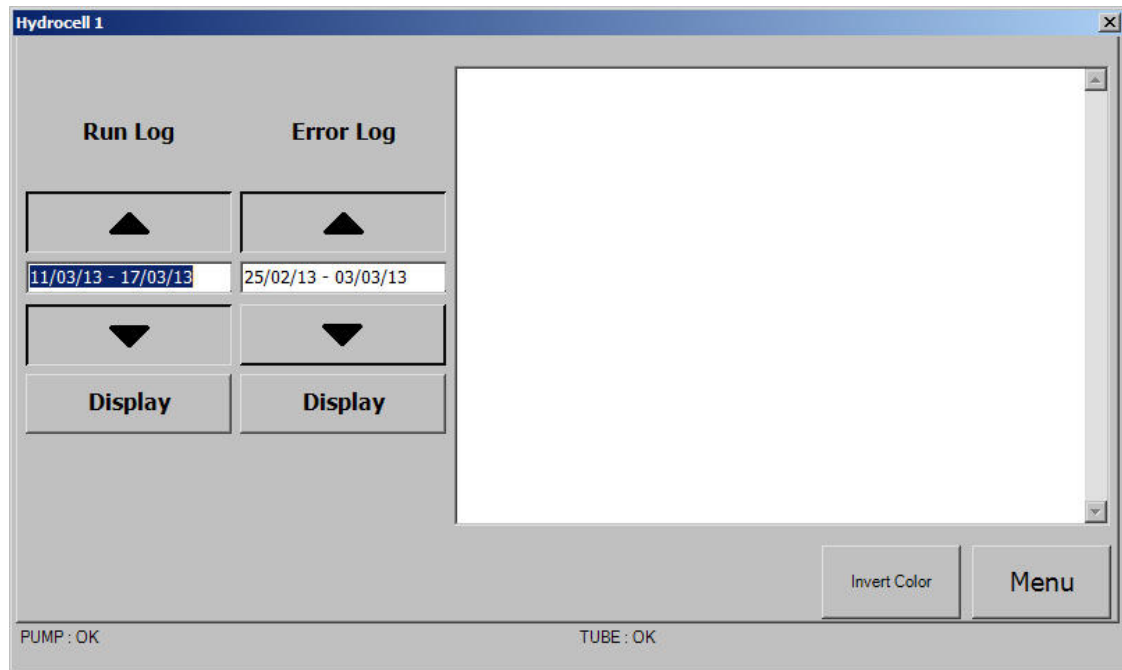 Hydrocell 1
Run Log
Error Log
11/03/13 - 17/03/13
25/02/13 - 03/03/13
Display
Display
Invert Color
Menu
PUMP : OK
TUBE : OK